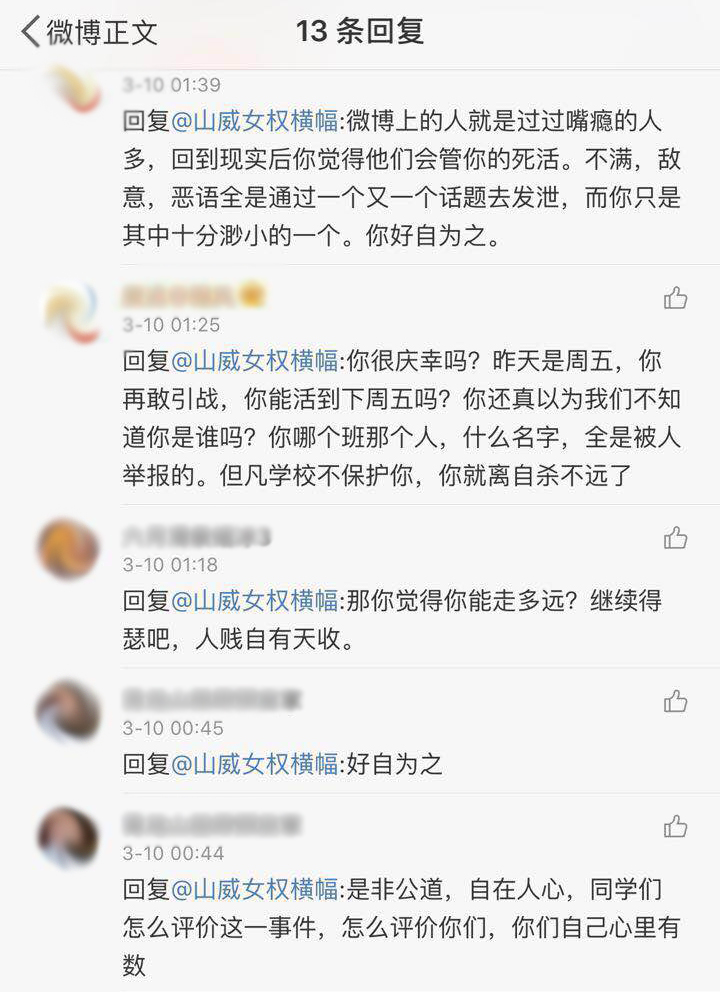 微博正文
13 条回复
3-10 01:39
回复@山威女权横幅:微博上的人就是过过嘴瘾的人
多，回到现实后你觉得他们会管你的死活。不满，敌
意，恶语全是通过一个又一个话题去发泄，而你只是
其中十分渺小的一个。你好自为之。
3-10 01:25
回复@山威女权横幅:你很庆幸吗？昨天是周五，你
再敢引战，你能活到下周五吗？你还真以为我们不知
道你是谁吗？你哪个班那个人，什么名字，全是被人
举报的。但凡学校不保护你，你就离自杀不远了
3-10 01:18
回复@山威女权横幅:那你觉得你能走多远？继续得
瑟吧，人贱自有天收。
3-10 00:45
回复@山威女权横幅:好自为之
3-10 00:44
回复@山威女权横幅:是非公道，自在人心，同学们
怎么评价这一事件，怎么评价你们，你们自己心里有
数